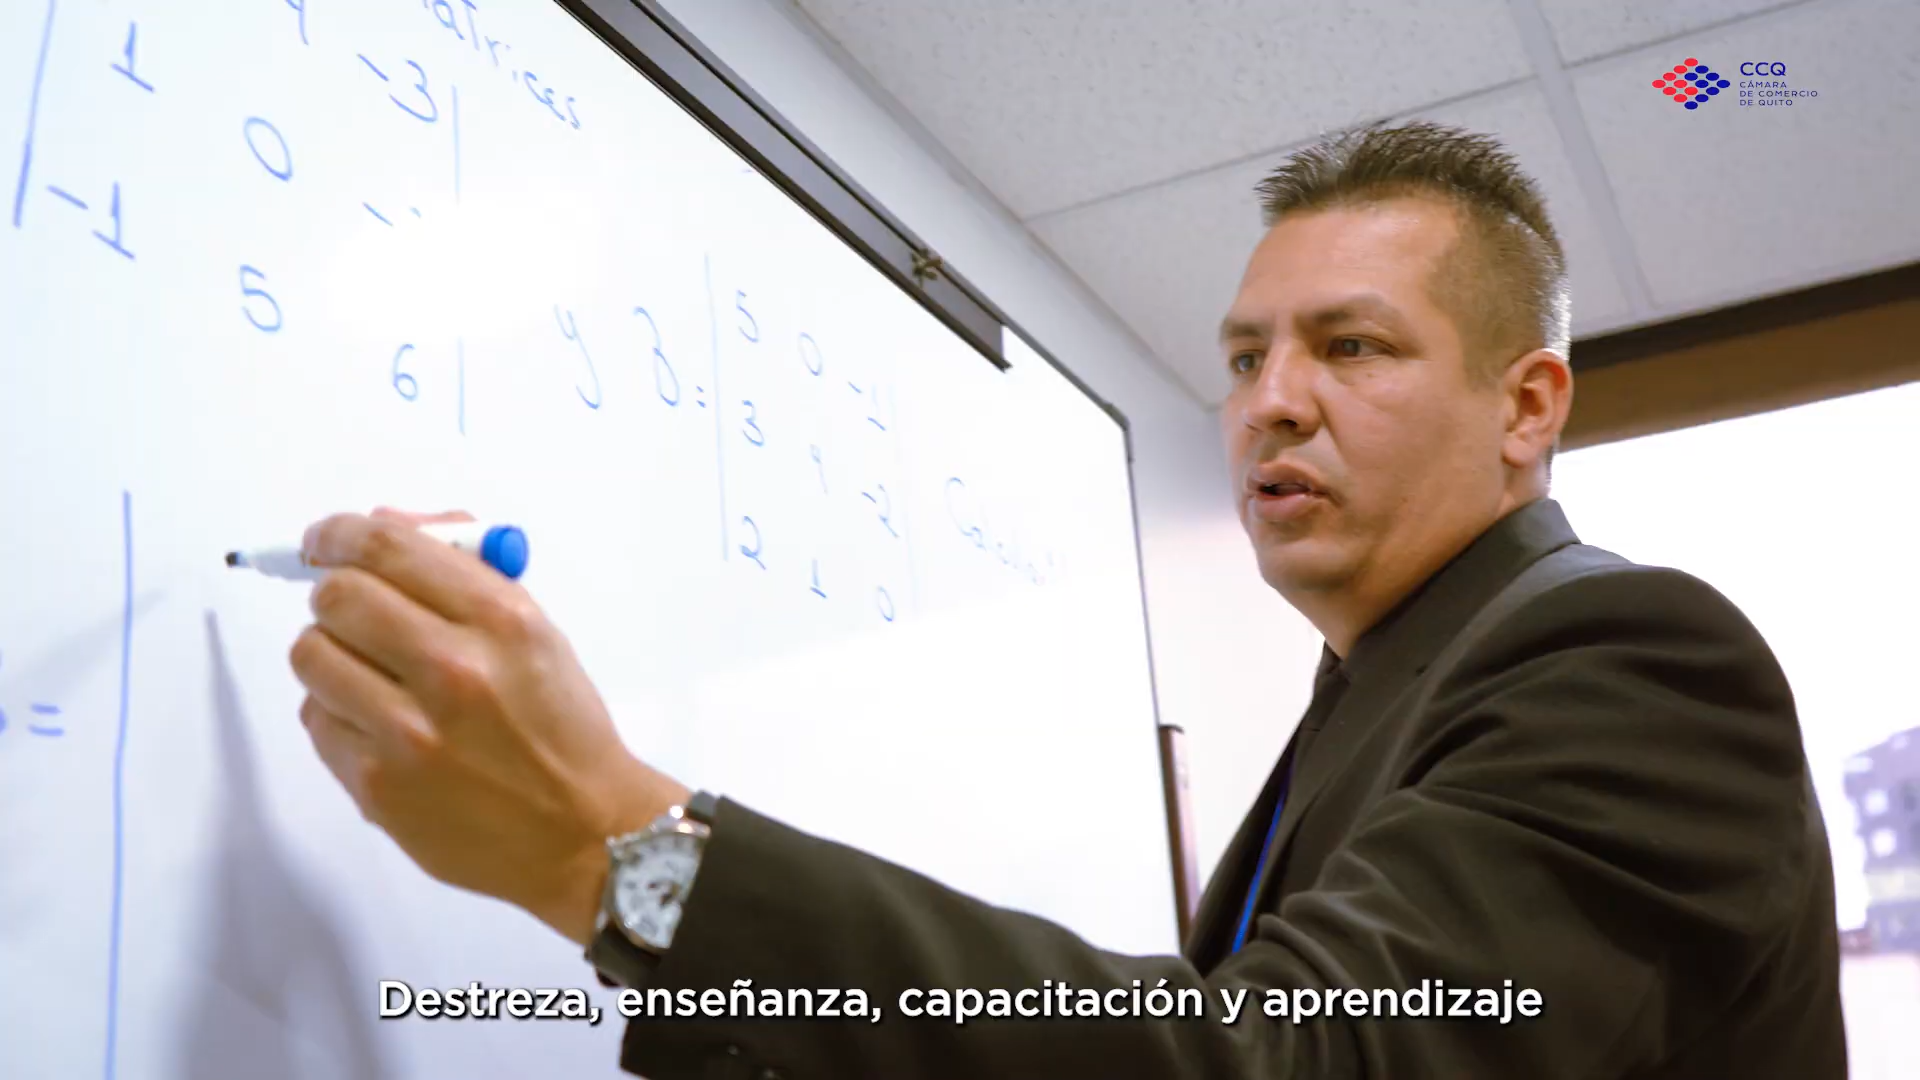 atrices
1 4 -3
-1 0
5 6
y B =
5 0 -1
3 4 -2
2 1 0
=
CCQ
CÁMARA
DE COMERCIO
DE QUITO
Destreza, enseñanza, capacitación y aprendizaje